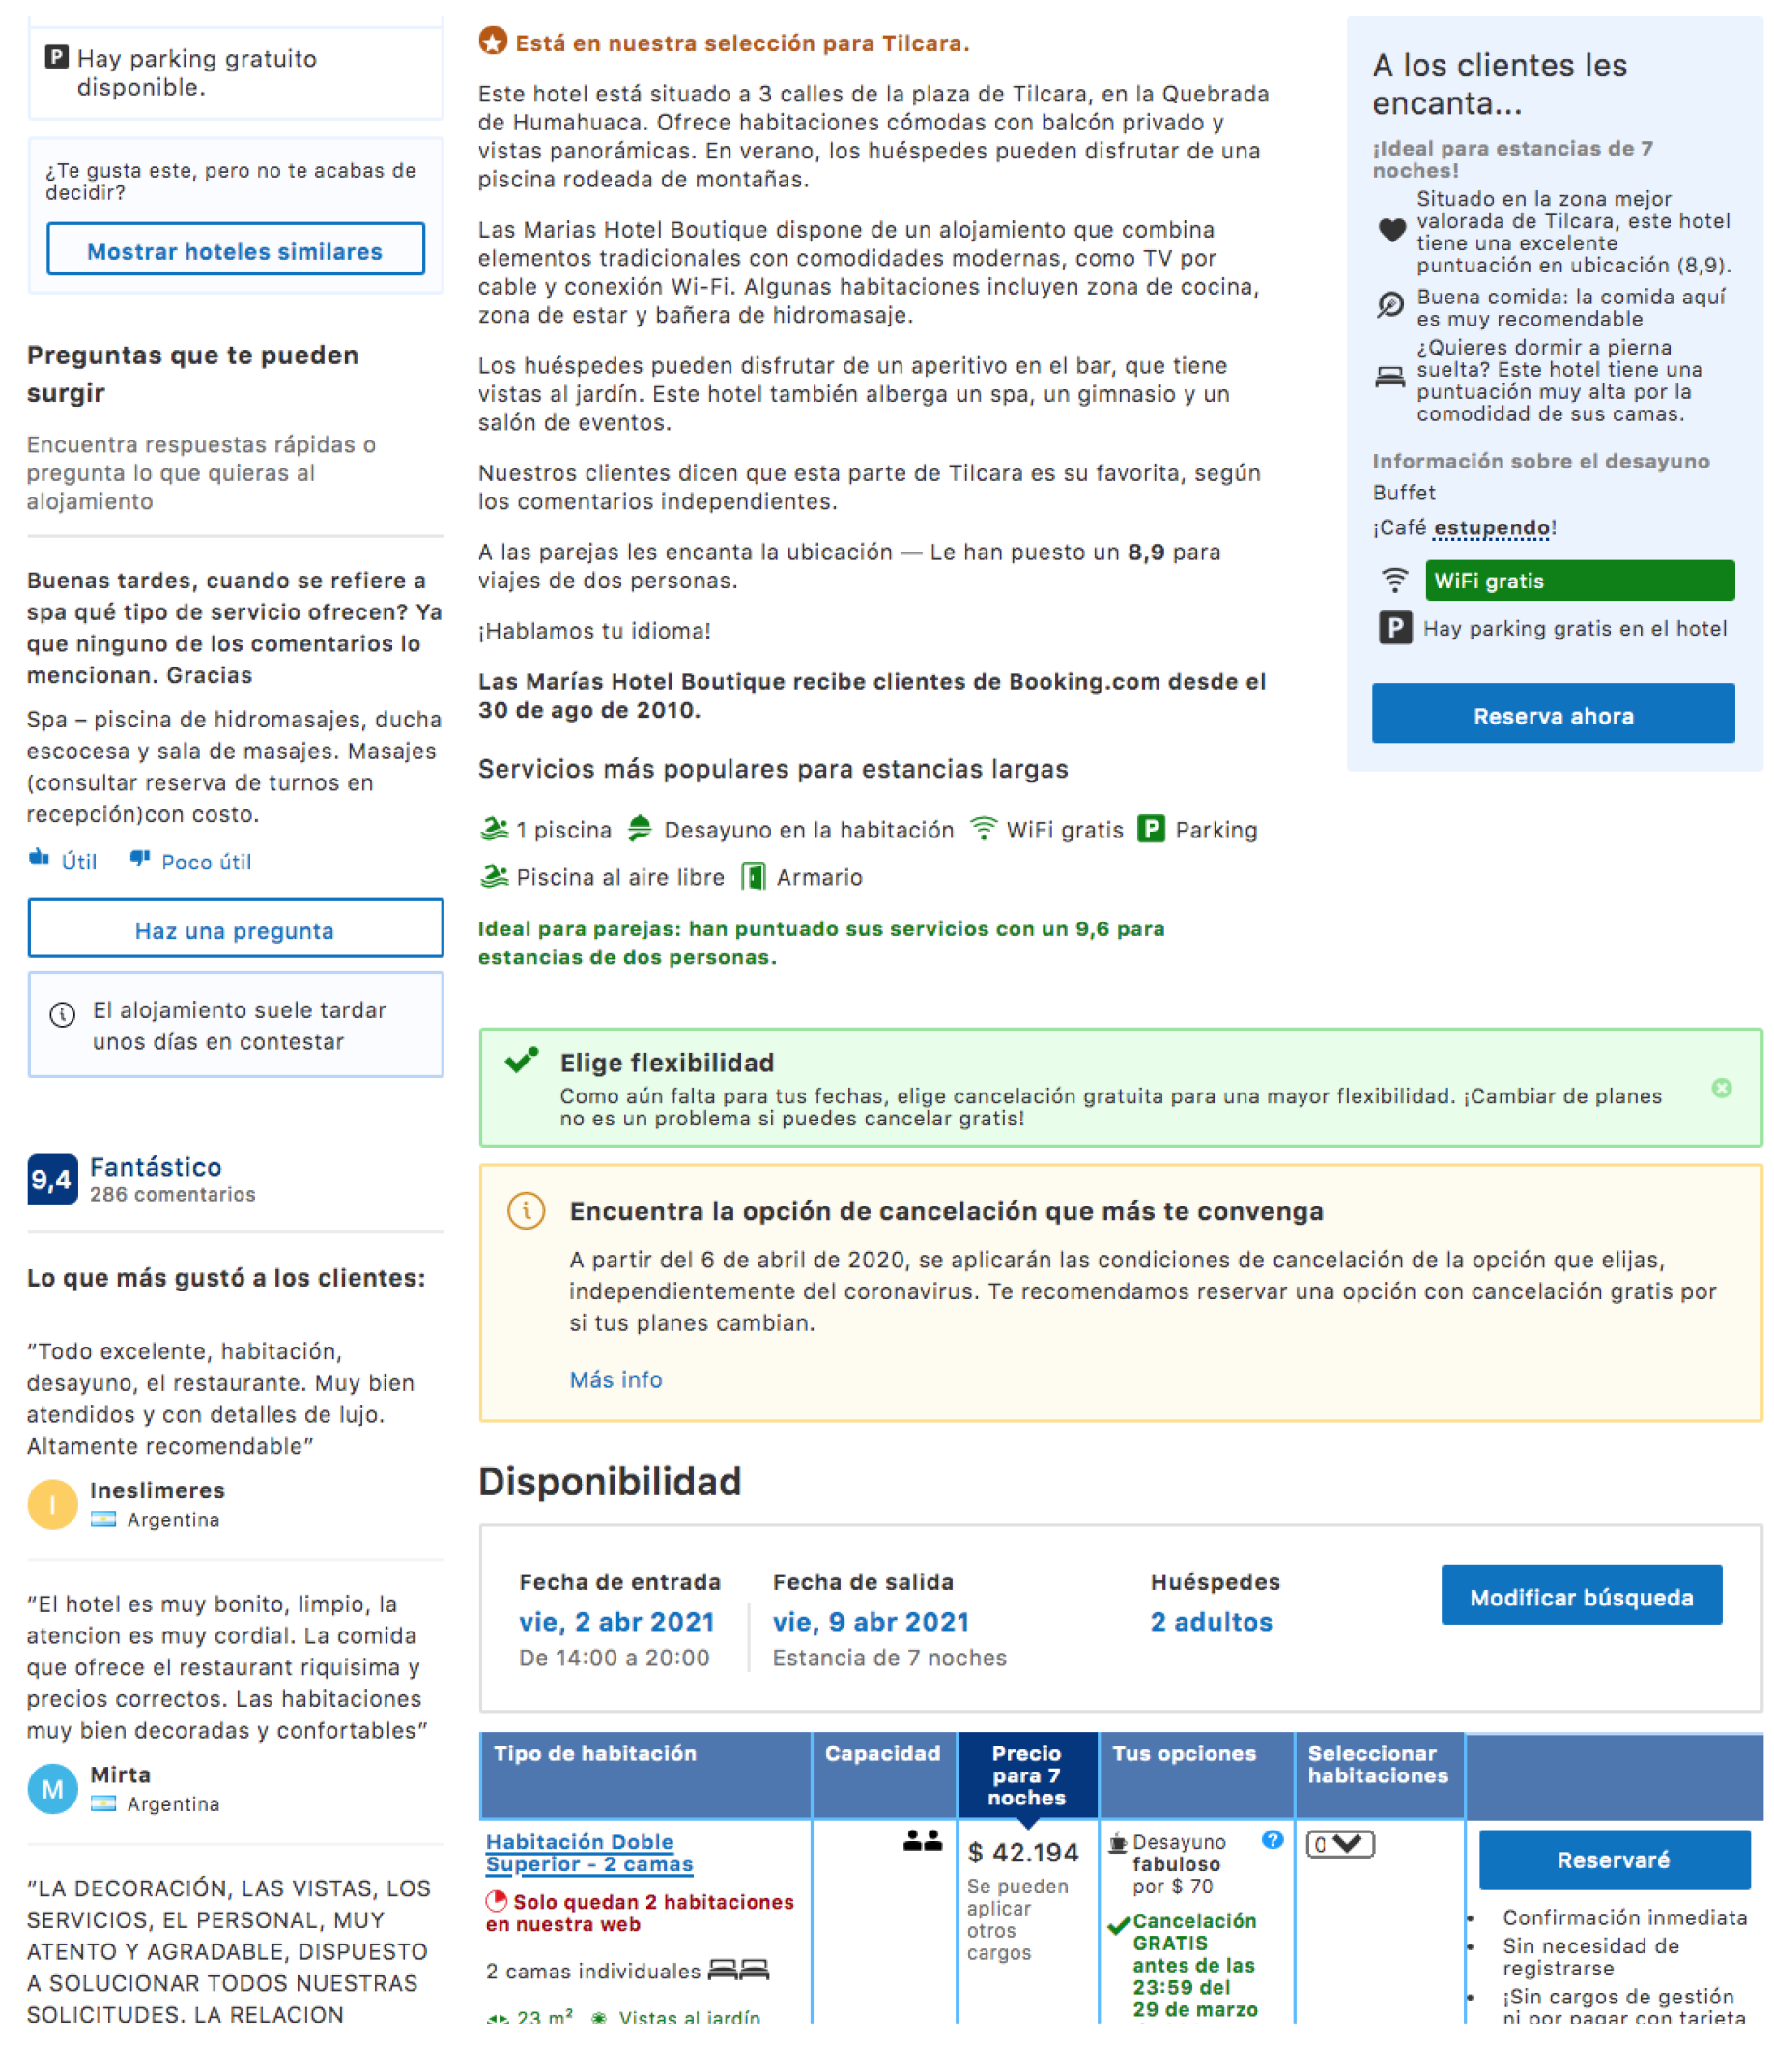 Hay parking gratuito
disponible.
¿Te gusta este, pero no te acabas de
decidir?
Mostrar hoteles similares
Preguntas que te pueden
surgir
Encuentra respuestas rápidas o
pregunta lo que quieras al
alojamiento
Buenas tardes, cuando se refiere a
spa qué tipo de servicio ofrecen? Ya
que ninguno de los comentarios lo
mencionan. Gracias
Spa – piscina de hidromasajes, ducha
escocesa y sala de masajes. Masajes
(consultar reserva de turnos en
recepción)con costo.
Útil Poco útil
Haz una pregunta
El alojamiento suele tardar
unos días en contestar
9,4 Fantástico
286 comentarios
Lo que más gustó a los clientes:
“Todo excelente, habitación,
desayuno, el restaurante. Muy bien
atendidos y con detalles de lujo.
Altamente recomendable”
I Ineslimeres
Argentina
“El hotel es muy bonito, limpio, la
atencion es muy cordial. La comida
que ofrece el restaurant riquisima y
precios correctos. Las habitaciones
muy bien decoradas y confortables”
M Mirta
Argentina
“LA DECORACIÓN, LAS VISTAS, LOS
SERVICIOS, EL PERSONAL, MUY
ATENTO Y AGRADABLE, DISPUESTO
A SOLUCIONAR TODOS NUESTRAS
SOLICITUDES. LA RELACION
Está en nuestra selección para Tilcara.
Este hotel está situado a 3 calles de la plaza de Tilcara, en la Quebrada
de Humahuaca. Ofrece habitaciones cómodas con balcón privado y
vistas panorámicas. En verano, los huéspedes pueden disfrutar de una
piscina rodeada de montañas.
Las Marias Hotel Boutique dispone de un alojamiento que combina
elementos tradicionales con comodidades modernas, como TV por
cable y conexión Wi-Fi. Algunas habitaciones incluyen zona de cocina,
zona de estar y bañera de hidromasaje.
Los huéspedes pueden disfrutar de un aperitivo en el bar, que tiene
vistas al jardín. Este hotel también alberga un spa, un gimnasio y un
salón de eventos.
Nuestros clientes dicen que esta parte de Tilcara es su favorita, según
los comentarios independientes.
A las parejas les encanta la ubicación — Le han puesto un 8,9 para
viajes de dos personas.
¡Hablamos tu idioma!
Las Marías Hotel Boutique recibe clientes de Booking.com desde el
30 de ago de 2010.
Servicios más populares para estancias largas
1 piscina Desayuno en la habitación WiFi gratis P Parking
Piscina al aire libre Armario
Ideal para parejas: han puntuado sus servicios con un 9,6 para
estancias de dos personas.
A los clientes les
encanta...
¡Ideal para estancias de 7
noches!
Situado en la zona mejor
valorada de Tilcara, este hotel
tiene una excelente
puntuación en ubicación (8,9).
Buena comida: la comida aquí
es muy recomendable
¿Quieres dormir a pierna
suelta? Este hotel tiene una
puntuación muy alta por la
comodidad de sus camas.
Información sobre el desayuno
Buffet
¡Café estupendo!
WiFi gratis
P Hay parking gratis en el hotel
Reserva ahora
Elige flexibilidad
Como aún falta para tus fechas, elige cancelación gratuita para una mayor flexibilidad. ¡Cambiar de planes
no es un problema si puedes cancelar gratis!
Encuentra la opción de cancelación que más te convenga
A partir del 6 de abril de 2020, se aplicarán las condiciones de cancelación de la opción que elijas,
independientemente del coronavirus. Te recomendamos reservar una opción con cancelación gratis por
si tus planes cambian.
Más info
Disponibilidad
Fecha de entrada
vie, 2 abr 2021
De 14:00 a 20:00
Fecha de salida
vie, 9 abr 2021
Estancia de 7 noches
Huéspedes
2 adultos
Modificar búsqueda
Tipo de habitación
Capacidad
Precio
para 7
noches
Tus opciones
Seleccionar
habitaciones
Habitación Doble
Superior - 2 camas
Solo quedan 2 habitaciones
en nuestra web
2 camas individuales
23 m² Vistas al jardín
$ 42.194
Se pueden
aplicar
otros
cargos
Desayuno ?
fabuloso
por $ 70
Cancelación
GRATIS
antes de las
23:59 del
29 de marzo
0
Reservaré
Confirmación inmediata
Sin necesidad de
registrarse
¡Sin cargos de gestión
ni por pagar con tarjeta